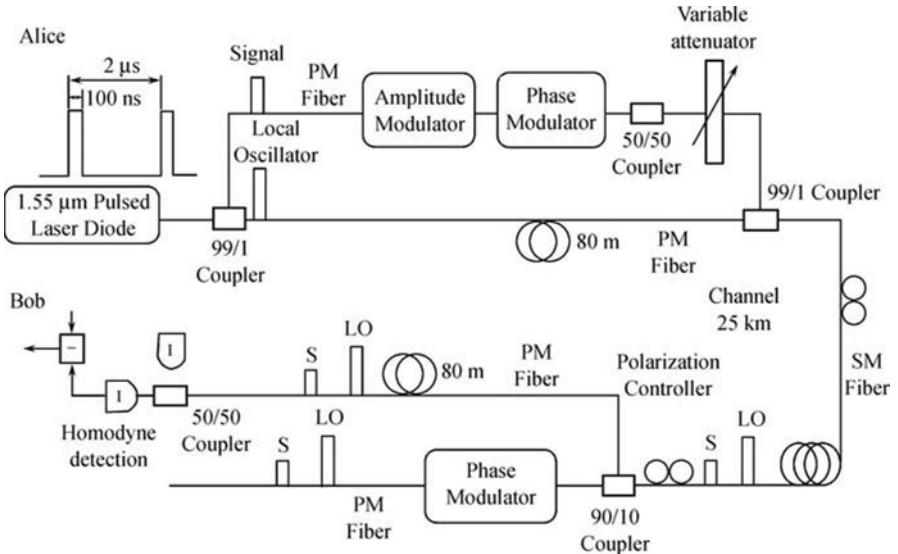 Alice
2 μs
100 ns
1.55 μm Pulsed
Laser Diode
99/1
Coupler
Signal
Local
Oscillator
PM
Fiber
Amplitude
Modulator
Phase
Modulator
50/50
Coupler
Variable
attenuator
99/1 Coupler
80 m
PM
Fiber
Channel
25 km
SM
Fiber
Bob
−
I
I
Homodyne
detection
50/50
Coupler
S
LO
80 m
PM
Fiber
Polarization
Controller
S
LO
S
LO
PM
Fiber
Phase
Modulator
90/10
Coupler